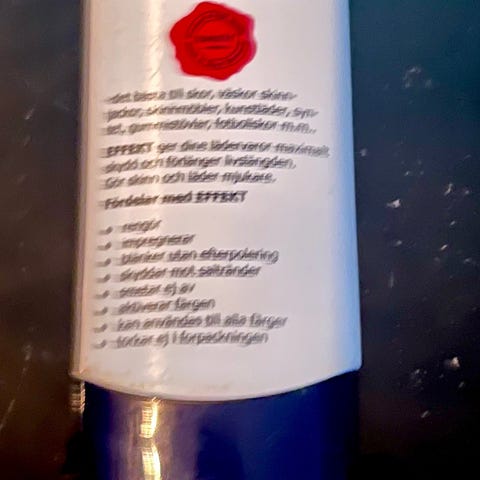 -det bästa till skor, väskor skinn-
jackor, skinnmöbler, konstläder, syn-
tet, gummistövlar, fotbollskor m.m..
EFFEKT ger dina lädervaror maximalt
skydd och förlänger livslängden.
Gör skinn och läder mjukare.
Fördelar med EFFEKT
rengör
impregnerar
blänker utan efterpolering
skyddar mot saltränder
smetar ej av
aktiverar färgen
kan användas till alla färger
torkar ej i förpackningen